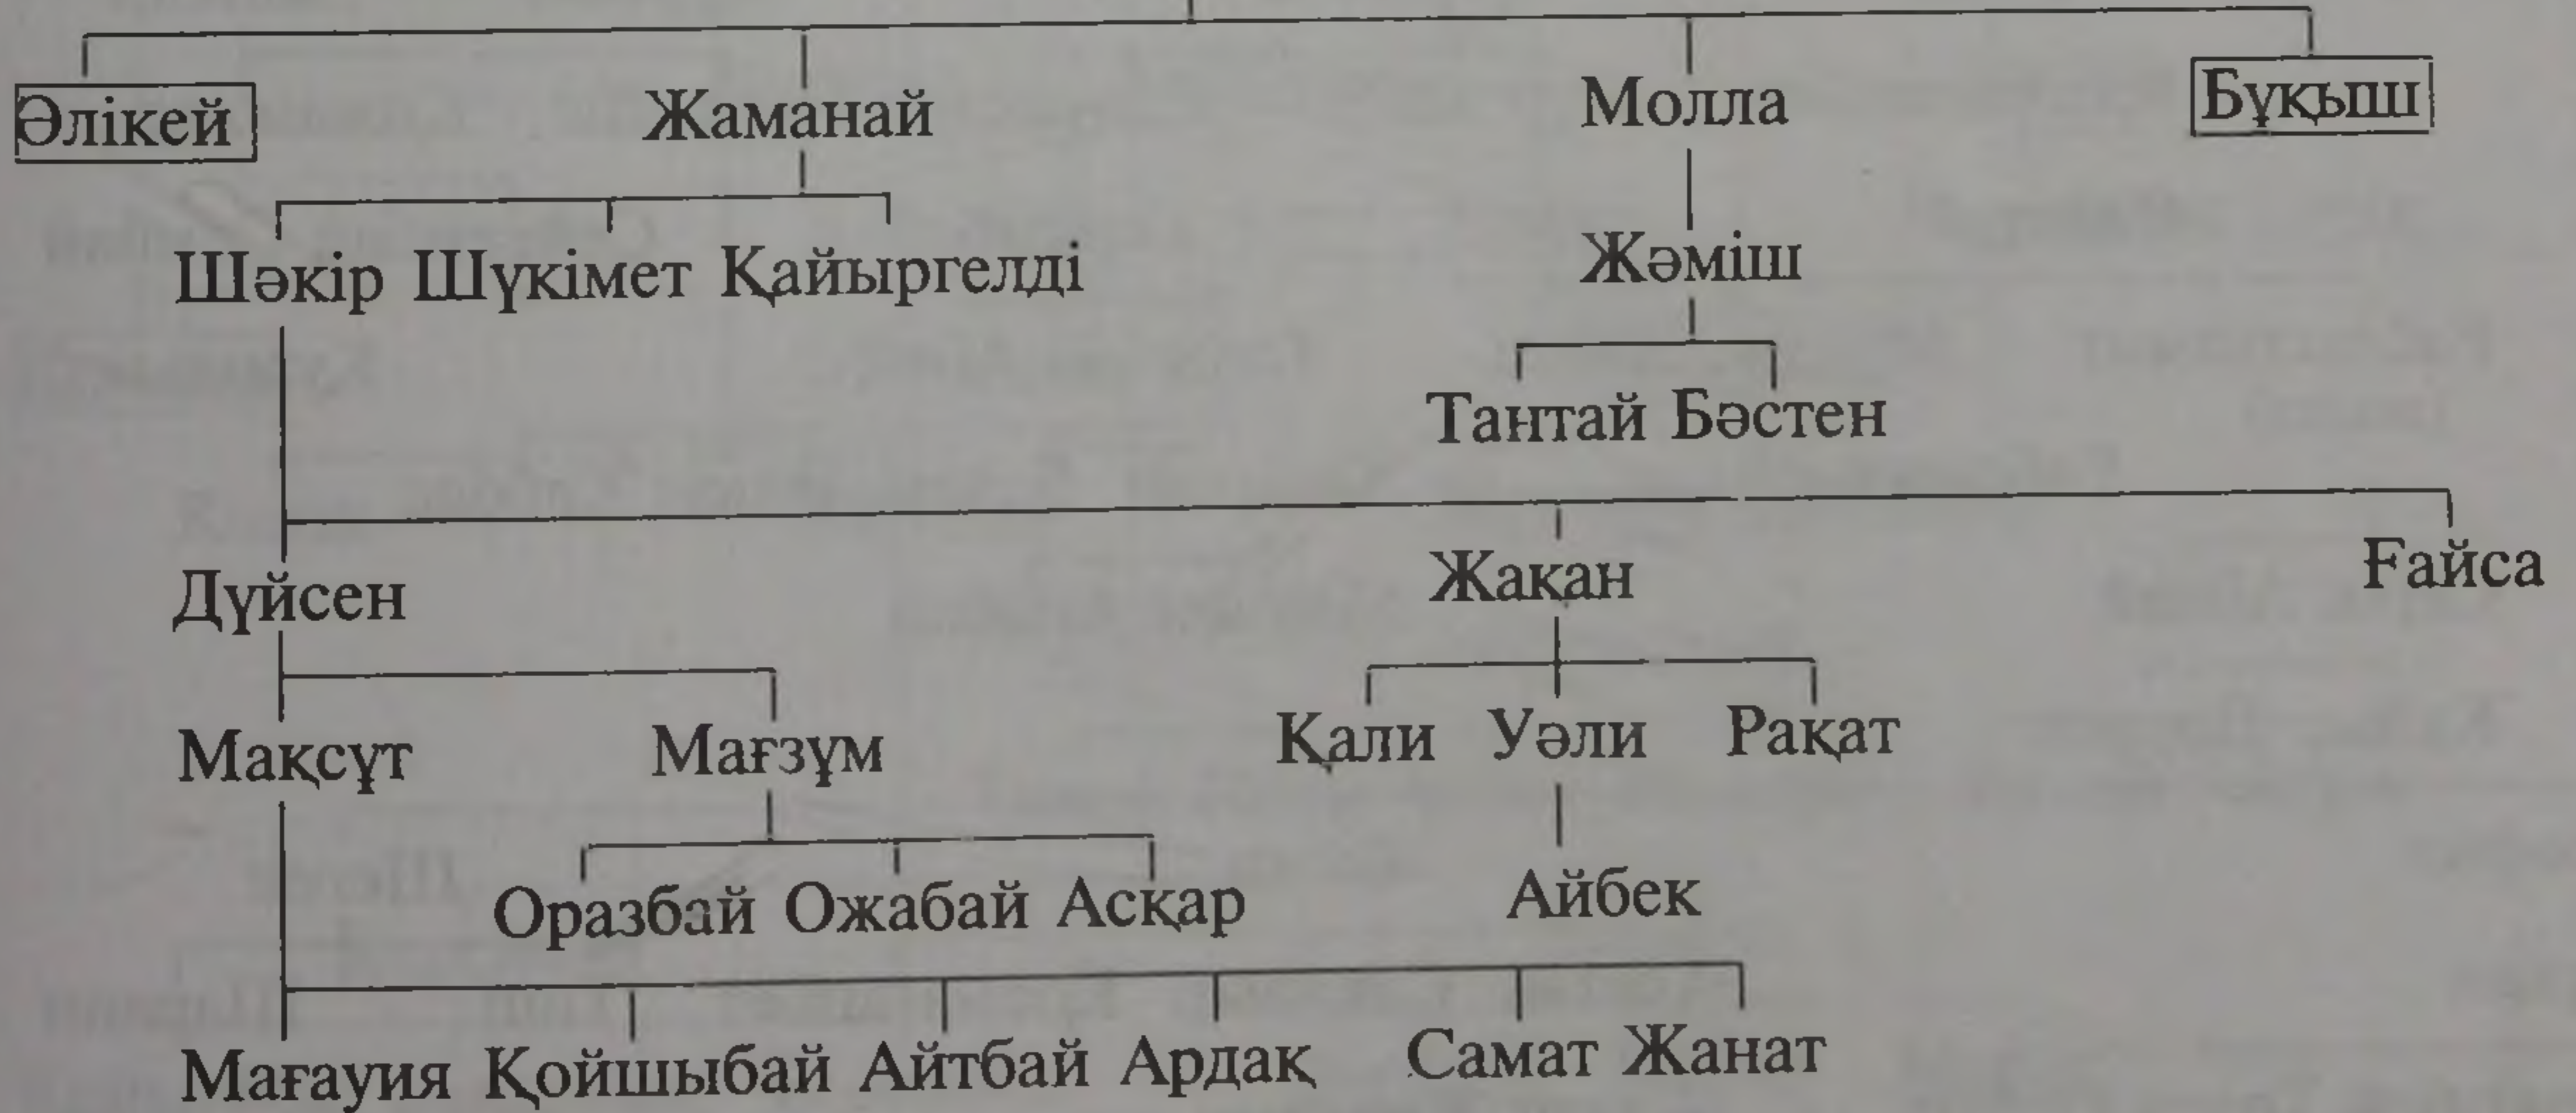 Әлікей Жаманай Молла Бұқыш
Шәкір Шүкімет Қайыргелді Жәміш
Таңтай Бәстен
Дүйсен Жақан Ғайса
Мақсұт Мағзұм Қали Уәли Рақат
Оразбай Ожабай Асқар Айбек
Мағауия Қойшыбай Айтбай Ардақ Самат Жанат